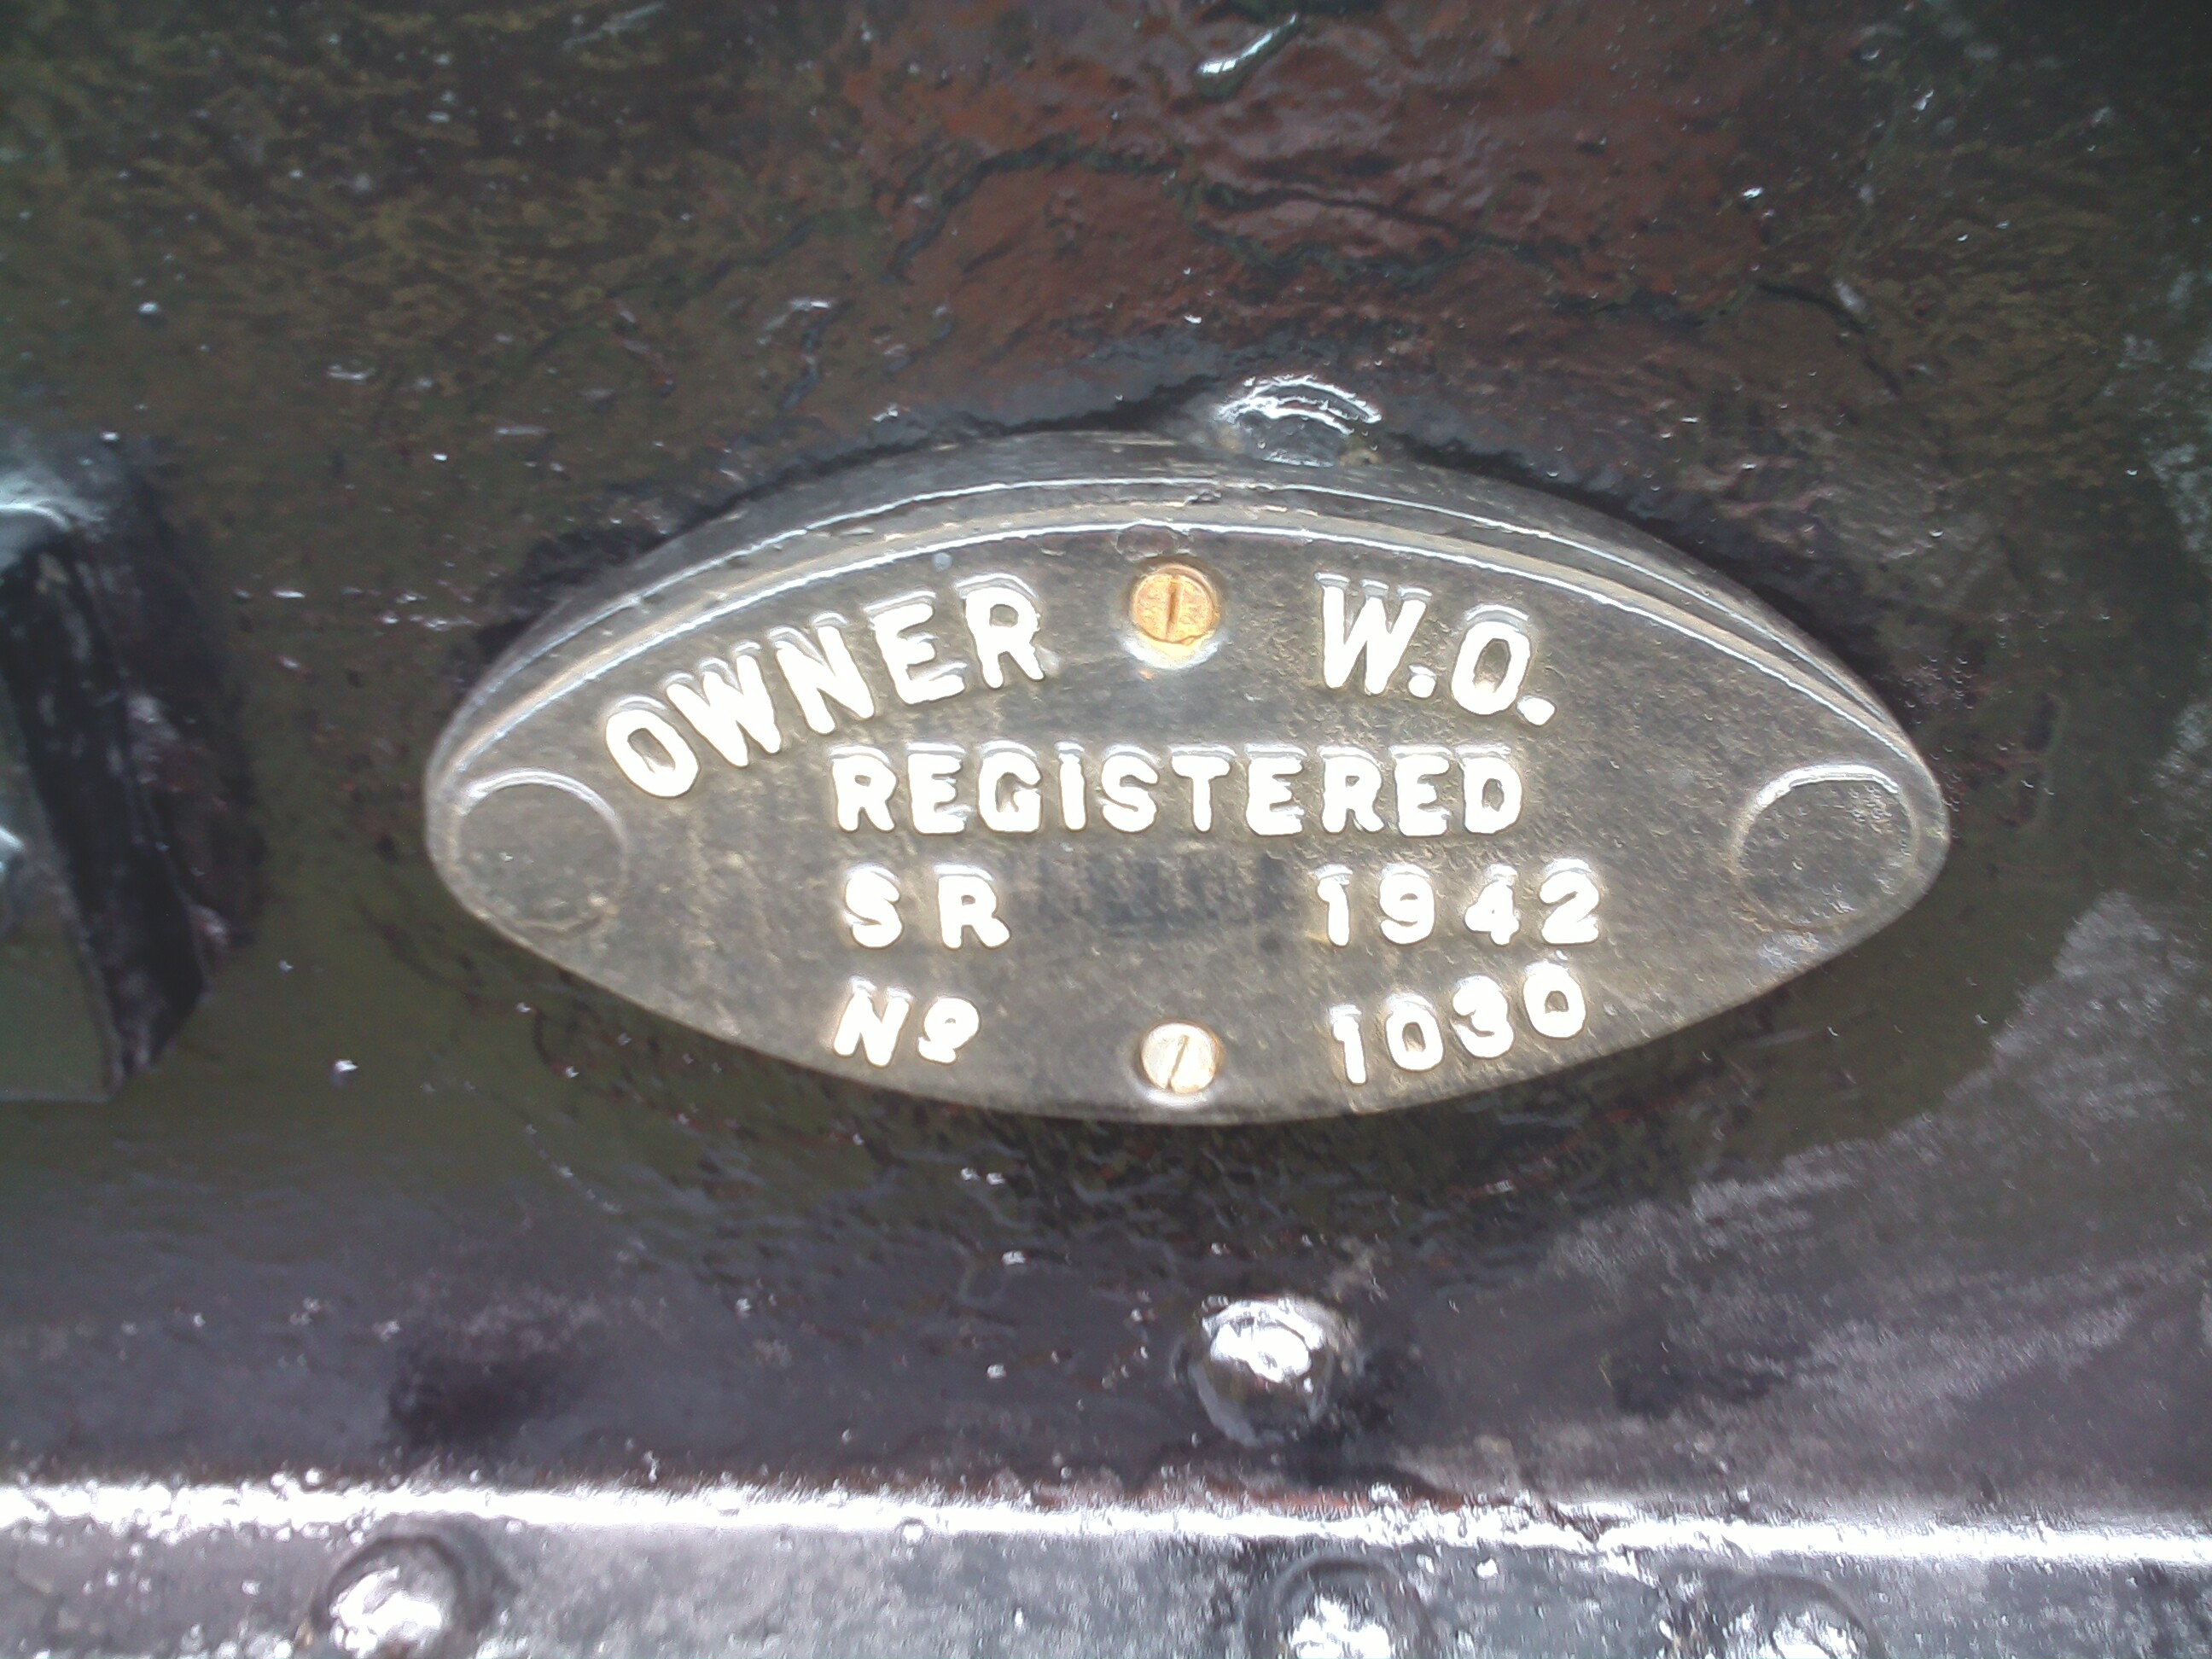 OWNER W.O.
REGISTERED
SR 1942
Nº 1030